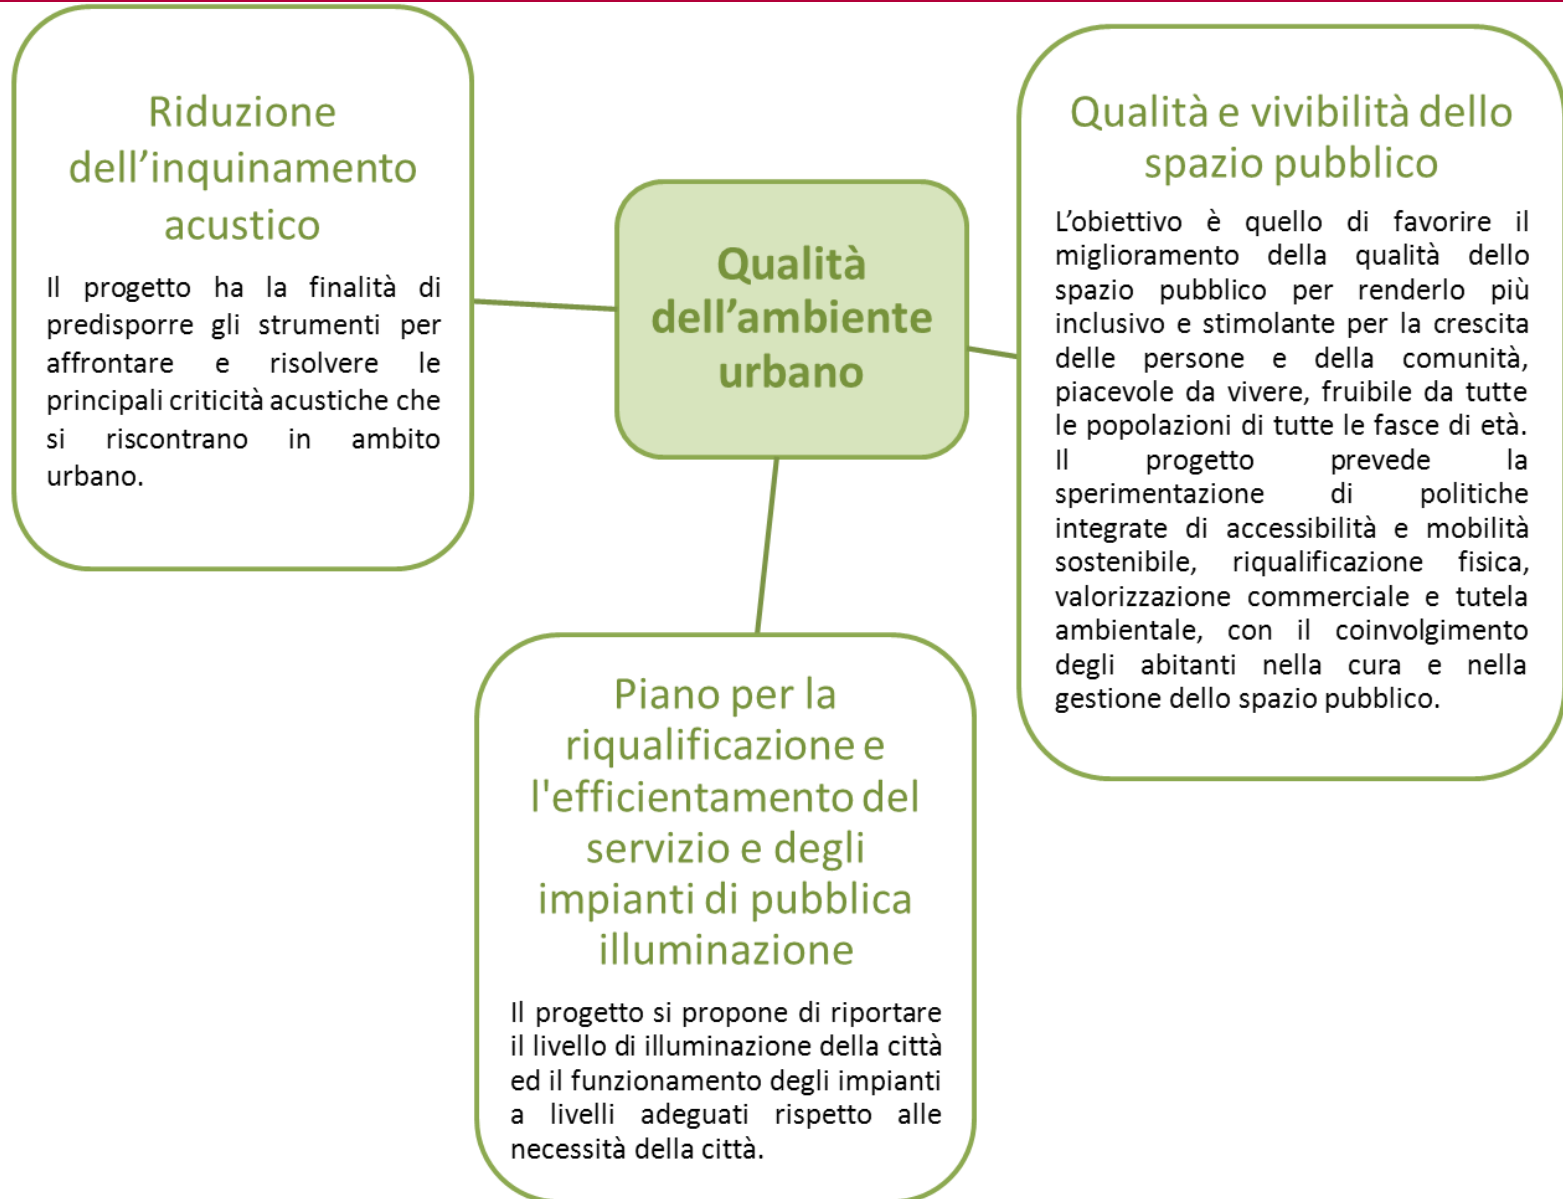 Riduzione
dell’inquinamento
acustico
Il progetto ha la finalità di
predisporre gli strumenti per
affrontare e risolvere le
principali criticità acustiche che
si riscontrano in ambito
urbano.
Qualità
dell’ambiente
urbano
Qualità e vivibilità dello
spazio pubblico
L’obiettivo è quello di favorire il
miglioramento della qualità dello
spazio pubblico per renderlo più
inclusivo e stimolante per la crescita
delle persone e della comunità,
piacevole da vivere, fruibile da tutte
le popolazioni di tutte le fasce di età.
Il progetto prevede la
sperimentazione di politiche
integrate di accessibilità e mobilità
sostenibile, riqualificazione fisica,
valorizzazione commerciale e tutela
ambientale, con il coinvolgimento
degli abitanti nella cura e nella
gestione dello spazio pubblico.
Piano per la
riqualificazione e
l'efficientamento del
servizio e degli
impianti di pubblica
illuminazione
Il progetto si propone di riportare
il livello di illuminazione della città
ed il funzionamento degli impianti
a livelli adeguati rispetto alle
necessità della città.